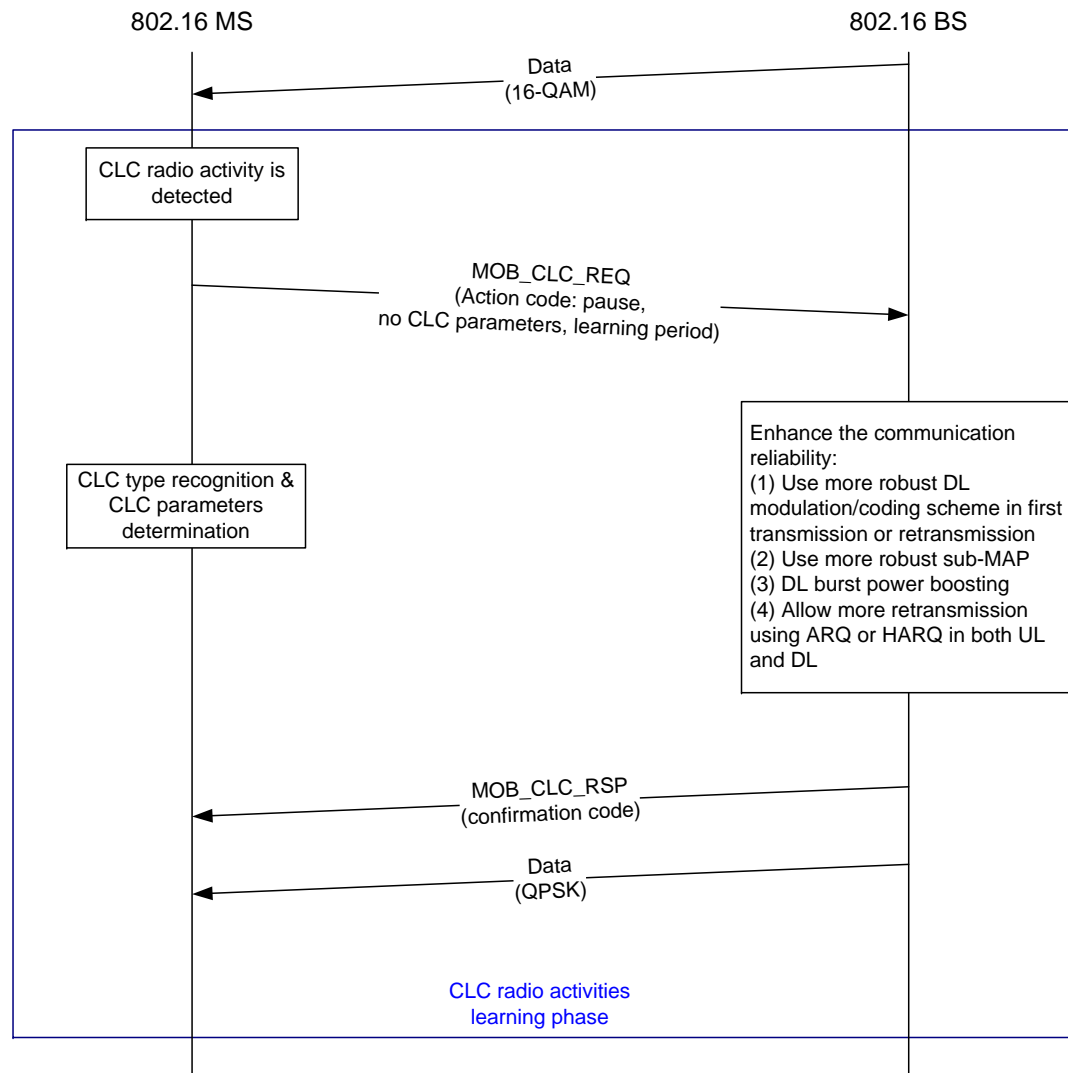 802.16 MS
802.16 BS
Data
(16-QAM)
CLC radio activity is
detected
MOB_CLC_REQ
(Action code: pause,
no CLC parameters, learning period)
Enhance the communication
reliability:
(1) Use more robust DL
modulation/coding scheme in first
transmission or retransmission
(2) Use more robust sub-MAP
(3) DL burst power boosting
(4) Allow more retransmission
using ARQ or HARQ in both UL
and DL
CLC type recognition &
CLC parameters
determination
MOB_CLC_RSP
(confirmation code)
Data
(QPSK)
CLC radio activities
learning phase